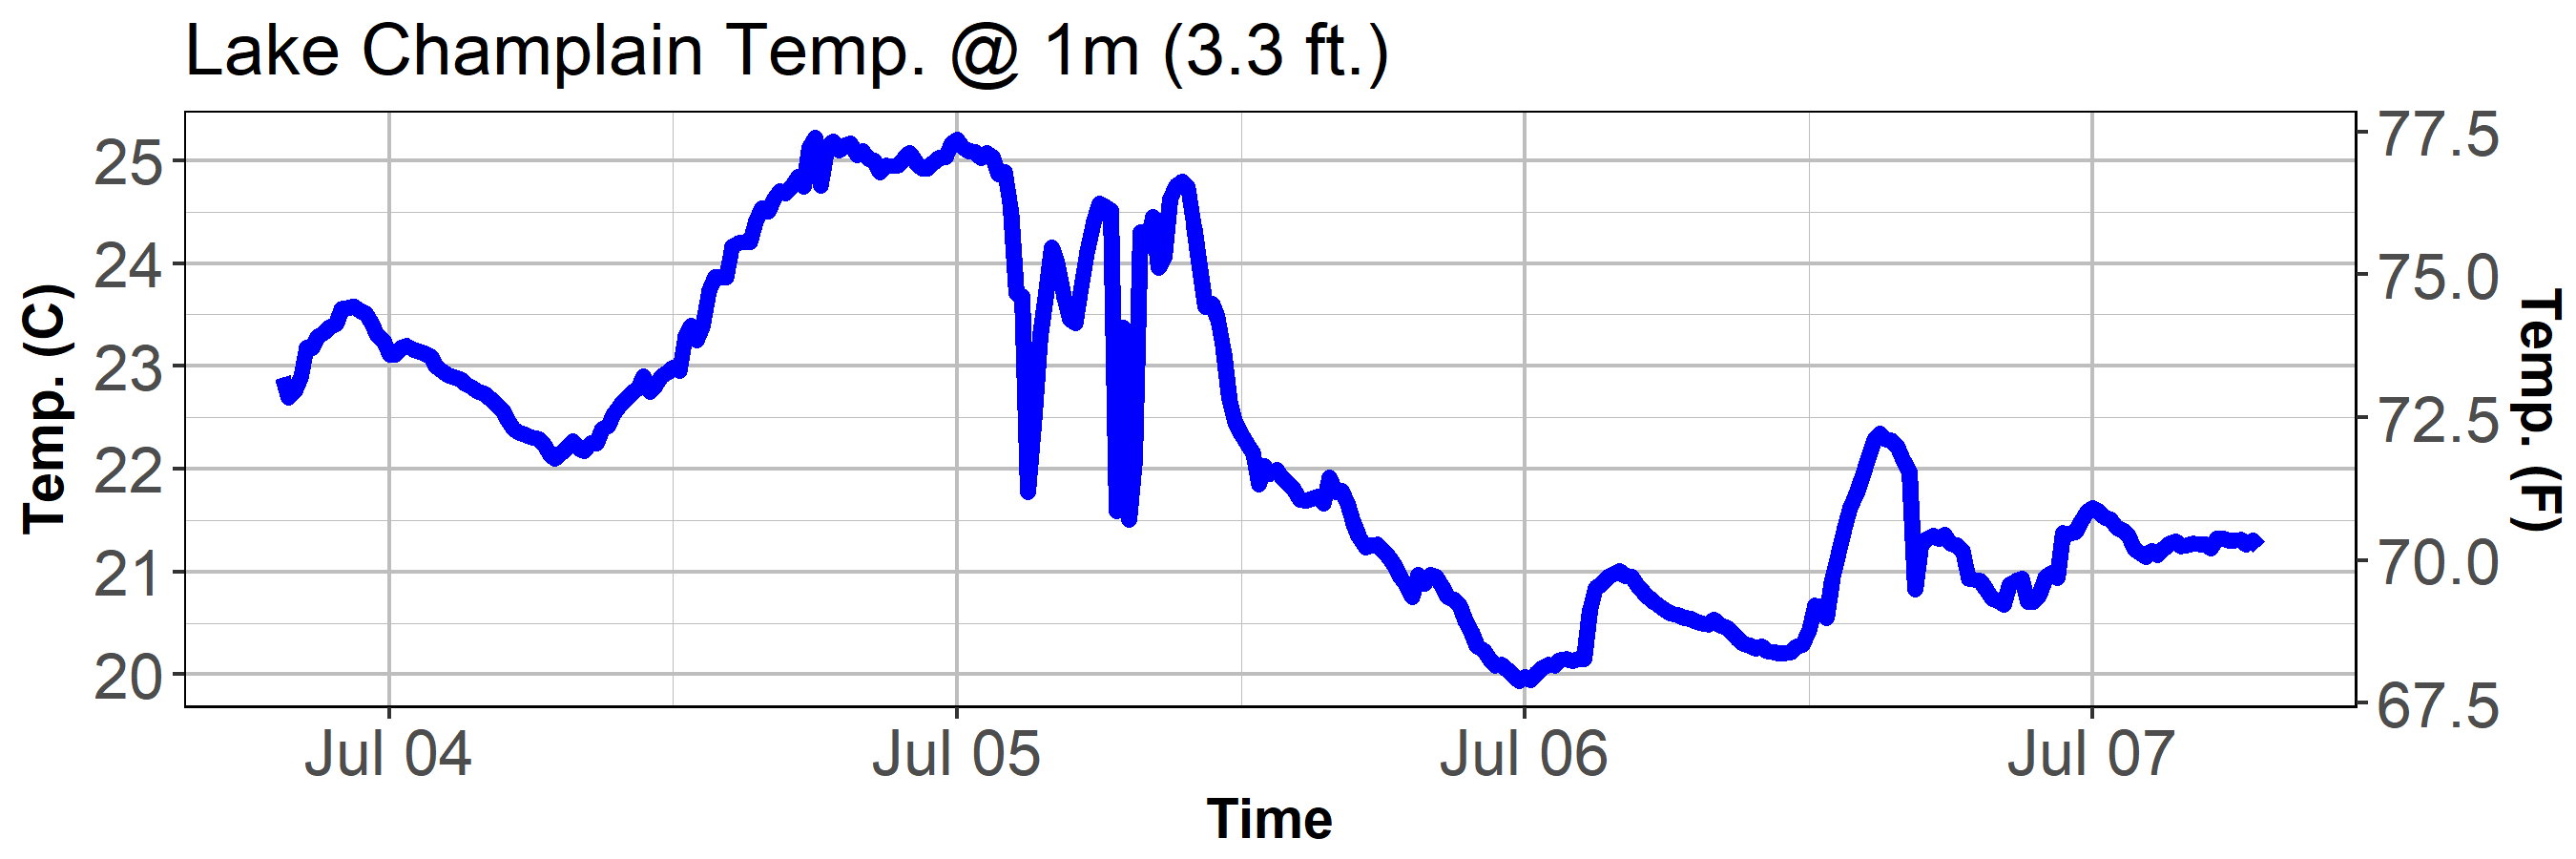 Lake Champlain Temp. @ 1m (3.3 ft.)
Temp. (C)
25
24
23
22
21
20
77.5
75.0
72.5
70.0
67.5
Temp. (F)
Jul 04
Jul 05
Jul 06
Jul 07
Time